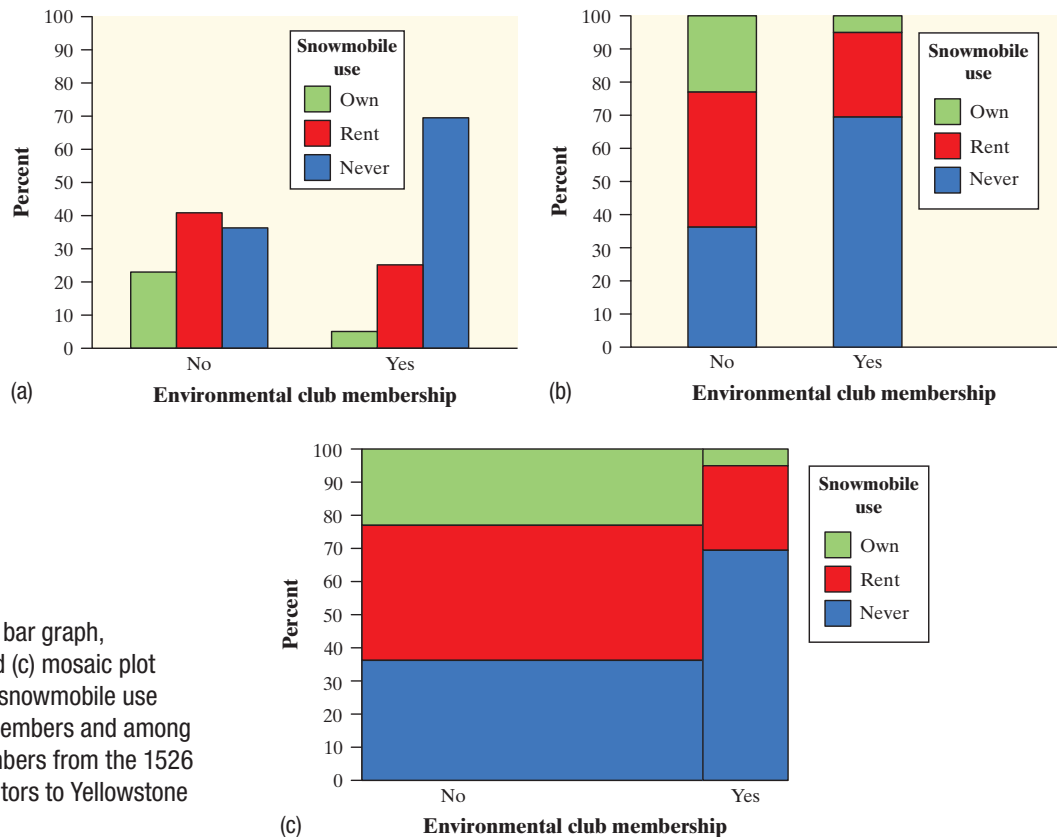 100
90
80
70
60
50
40
30
20
10
0
Percent
Snowmobile
use
Own
Rent
Never
No Yes
(a) Environmental club membership
100
90
80
70
60
50
40
30
20
10
0
Percent
Snowmobile
use
Own
Rent
Never
No Yes
(b) Environmental club membership
bar graph,
(c) mosaic plot
snowmobile use
and among
from the 1526
to Yellowstone
100
90
80
70
60
50
40
30
20
10
0
Percent
Snowmobile
use
Own
Rent
Never
No Yes
(c) Environmental club membership